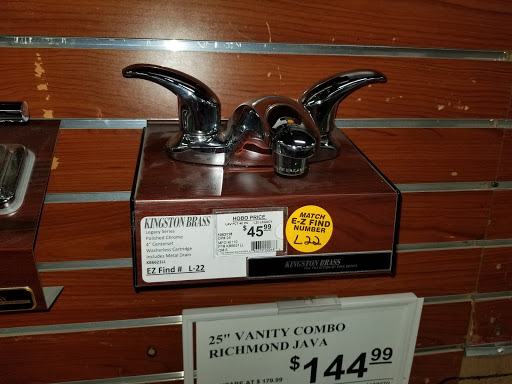 KINGSTON BRASS
Legacy Series
Polished Chrome
4" Centerset
Washerless Cartridge
Includes Metal Drain
KB6621LL
EZ Find # L-22
HOBO PRICE
$45 99
MATCH
E-Z FIND
NUMBER
L22
KINGSTON BRASS
25" VANITY COMBO
RICHMOND JAVA
$144 99